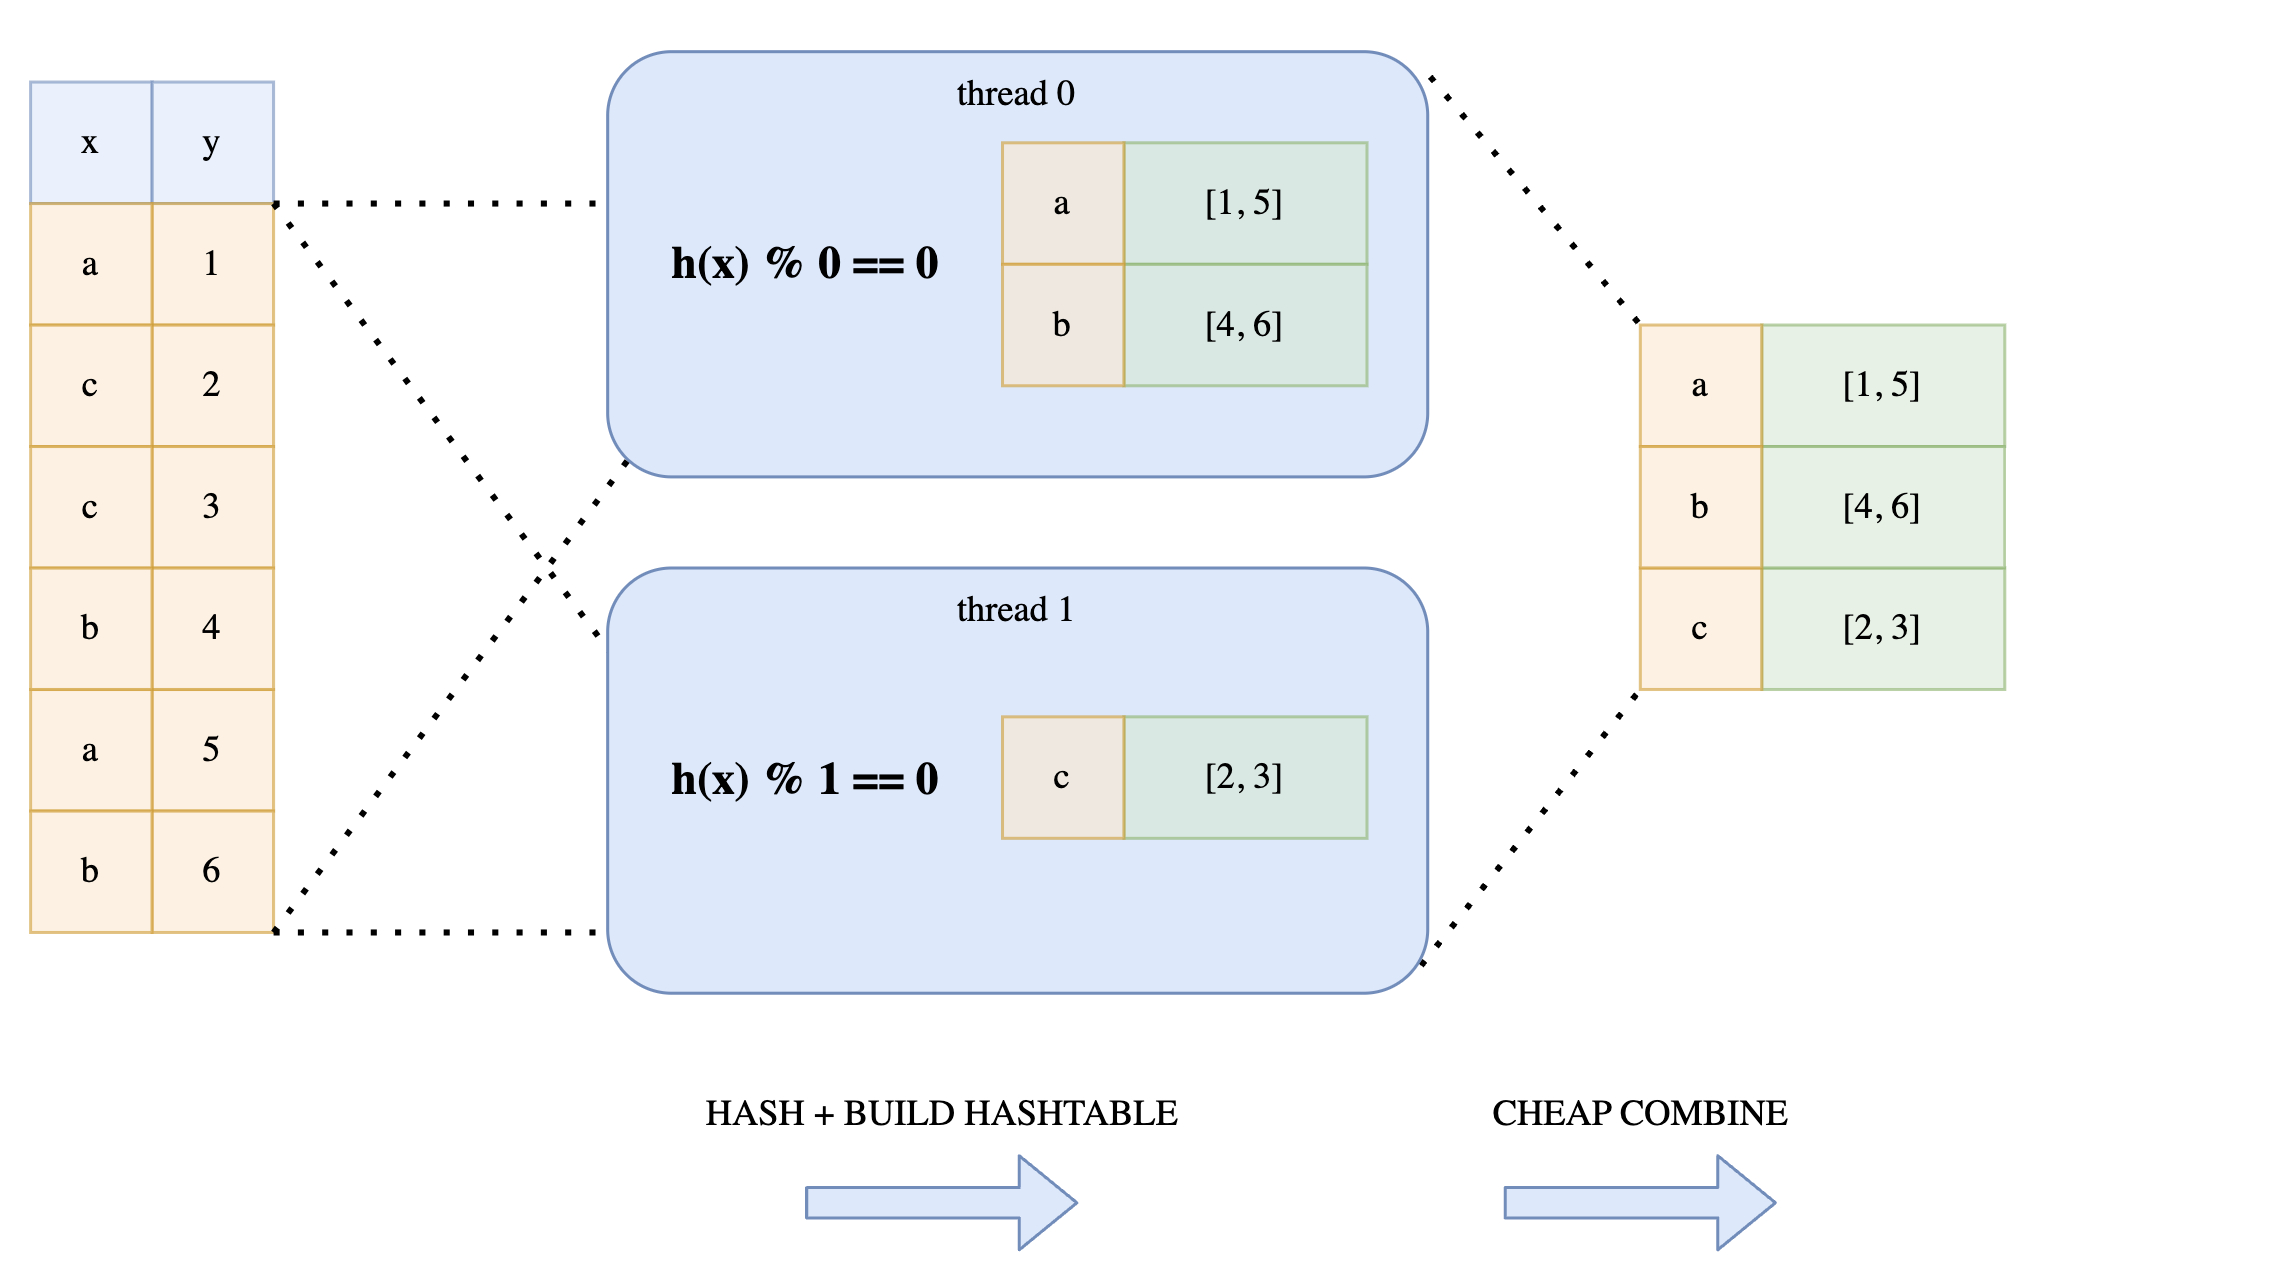 x y
a 1
c 2
c 3
b 4
a 5
b 6
thread 0
h(x) % 0 == 0
a [1, 5]
b [4, 6]
thread 1
h(x) % 1 == 0
c [2, 3]
a [1, 5]
b [4, 6]
c [2, 3]
HASH + BUILD HASHTABLE
CHEAP COMBINE